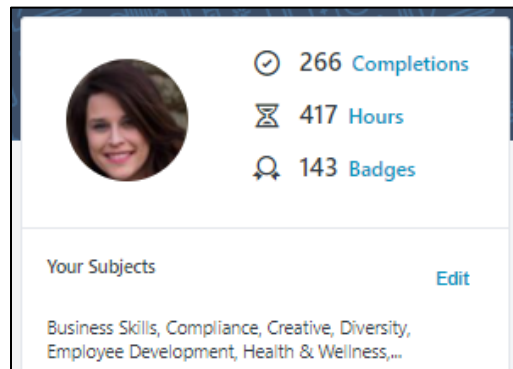 266 Completions
417 Hours
143 Badges
Your Subjects
Edit
Business Skills, Compliance, Creative, Diversity,
Employee Development, Health & Wellness,...